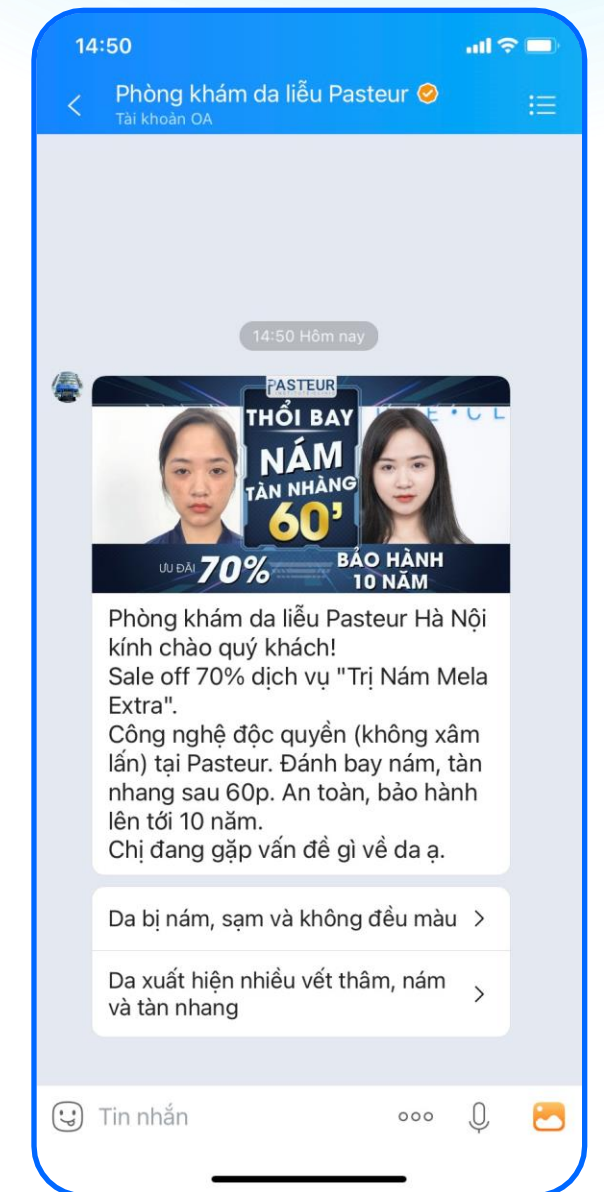 14:50
Phòng khám da liễu Pasteur
Tài khoản OA
14:50 Hôm nay
PASTEUR
THỔI BAY
NÁM
TÀN NHÀNG
60'
ƯU ĐÃI 70%
BẢO HÀNH
10 NĂM
Phòng khám da liễu Pasteur Hà Nội
kính chào quý khách!
Sale off 70% dịch vụ "Trị Nám Mela
Extra".
Công nghệ độc quyền (không xâm
lấn) tại Pasteur. Đánh bay nám, tàn
nhang sau 60p. An toàn, bảo hành
lên tới 10 năm.
Chị đang gặp vấn đề gì về da ạ.
Da bị nám, sạm và không đều màu
Da xuất hiện nhiều vết thâm, nám
và tàn nhang
Tin nhắn